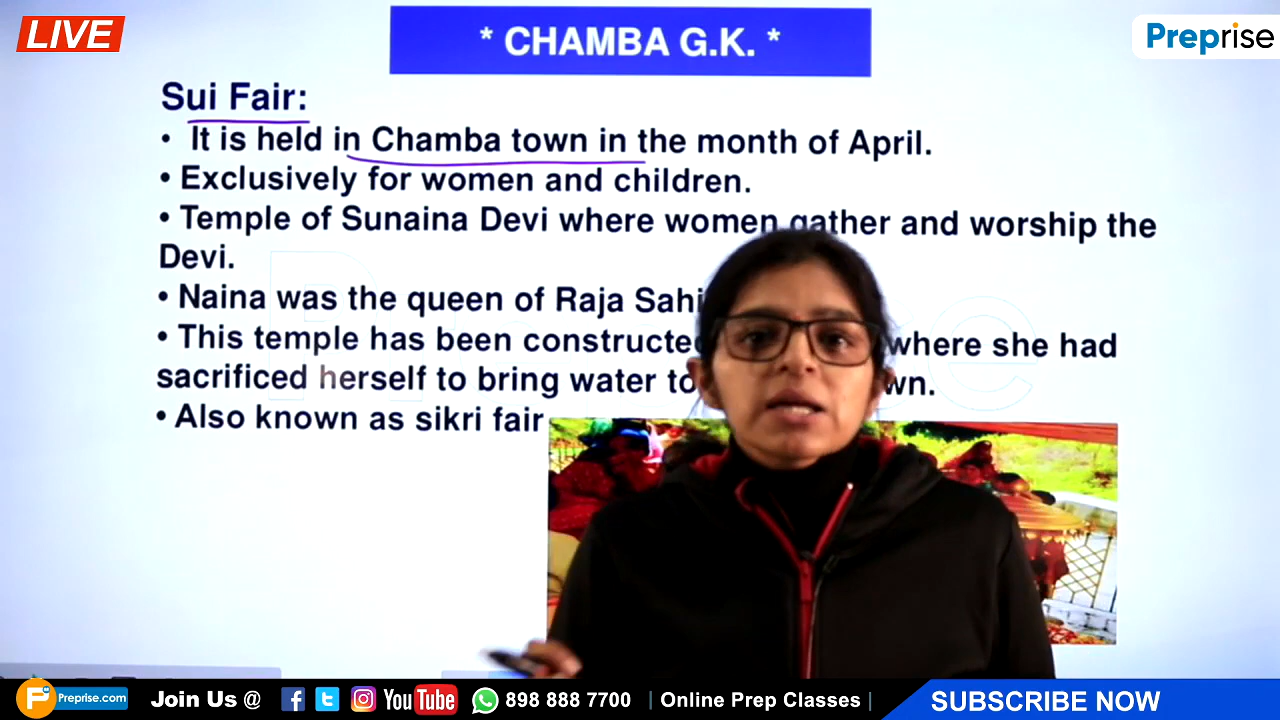 LIVE
* CHAMBA G.K. *
Preprise
Sui Fair:
• It is held in Chamba town in the month of April.
• Exclusively for women and children.
• Temple of Sunaina Devi where women gather and worship the
Devi.
• Naina was the queen of Raja
• This temple has been where she had
sacrificed herself to bring water to
• Also known as sikri fair
Preprise.com
Join Us @
YouTube
898 888 7700
| Online Prep Classes |
SUBSCRIBE NOW